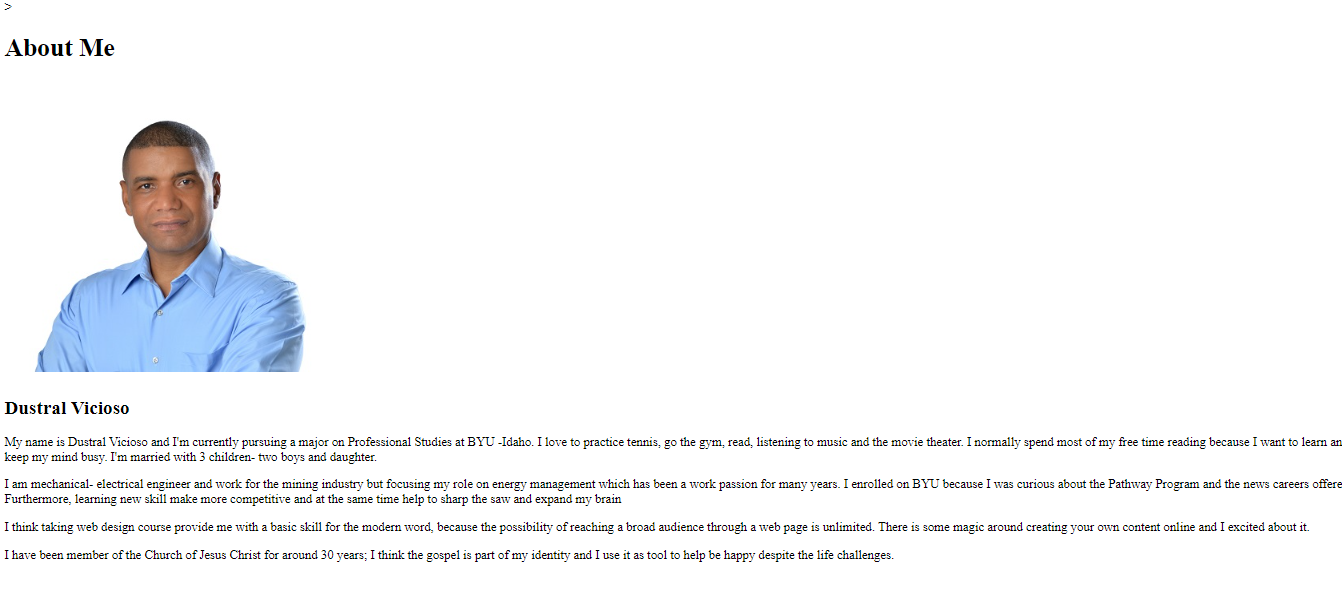 >
About Me
Dustral Vicioso
My name is Dustral Vicioso and I'm currently pursuing a major on Professional Studies at BYU -Idaho. I love to practice tennis, go the gym, read, listening to music and the movie theater. I normally spend most of my free time reading because I want to learn an
keep my mind busy. I'm married with 3 children- two boys and daughter.
I am mechanical- electrical engineer and work for the mining industry but focusing my role on energy management which has been a work passion for many years. I enrolled on BYU because I was curious about the Pathway Program and the news careers offere
Furthermore, learning new skill make more competitive and at the same time help to sharp the saw and expand my brain
I think taking web design course provide me with a basic skill for the modern word, because the possibility of reaching a broad audience through a web page is unlimited. There is some magic around creating your own content online and I excited about it.
I have been member of the Church of Jesus Christ for around 30 years; I think the gospel is part of my identity and I use it as tool to help be happy despite the life challenges.